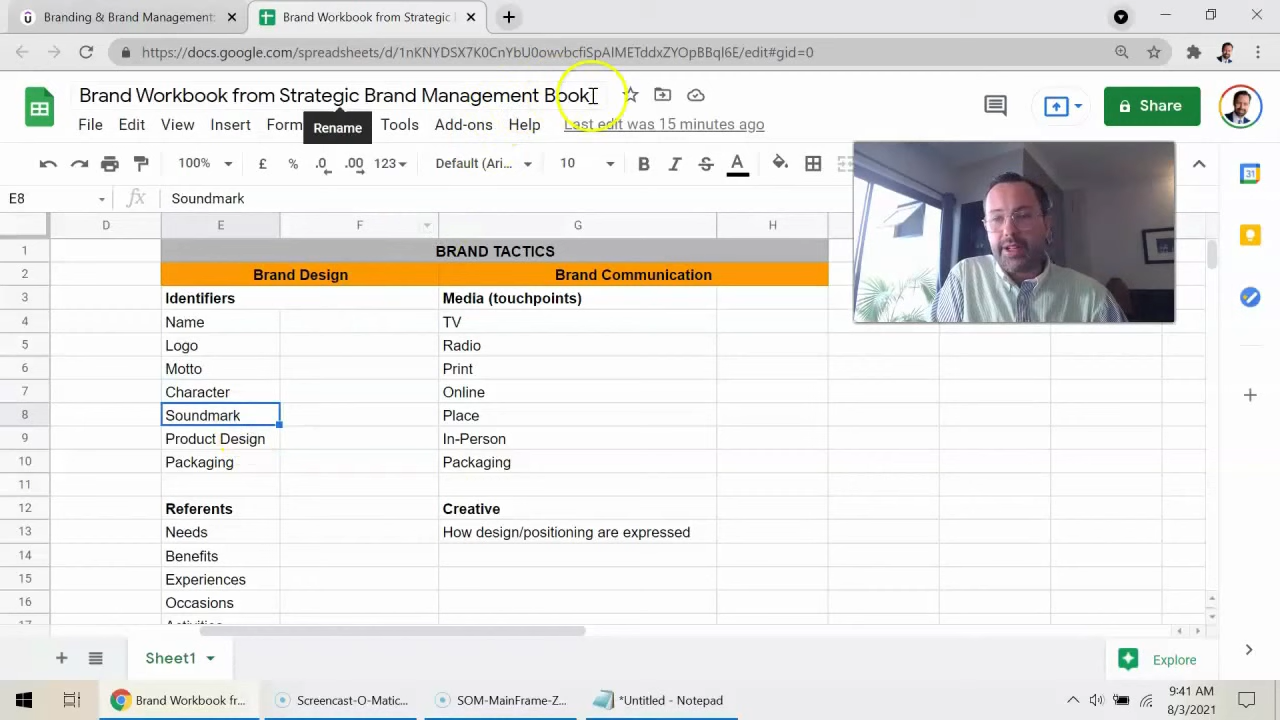 Branding & Brand Management
Brand Workbook from Strategic
https://docs.google.com/spreadsheets/d/1nKNYDSX7K0CnYbU0owvbcfiSpAIMETddxZYOpBBql6E/edit#gid=0
Brand Workbook from Strategic Brand Management Book
Share
File Edit View Insert Form Tools Add-ons Help Last edit was 15 minutes ago
Rename
100% £ % .0 .00 123 Default (Ari... 10 B I S A
31
E8 fx Soundmark
D E F G H
1 BRAND TACTICS
2 Brand Design Brand Communication
3 Identifiers Media (touchpoints)
4 Name TV
5 Logo Radio
6 Motto Print
7 Character Online
8 Soundmark Place
9 Product Design In-Person
10 Packaging Packaging
11
12 Referents Creative
13 Needs How design/positioning are expressed
14 Benefits
15 Experiences
16 Occasions
17 Activities
Sheet1
Explore
Brand Workbook fr... Screencast-O-Matic... SOM-MainFrame-Z... *Untitled - Notepad
9:41 AM
8/3/2021